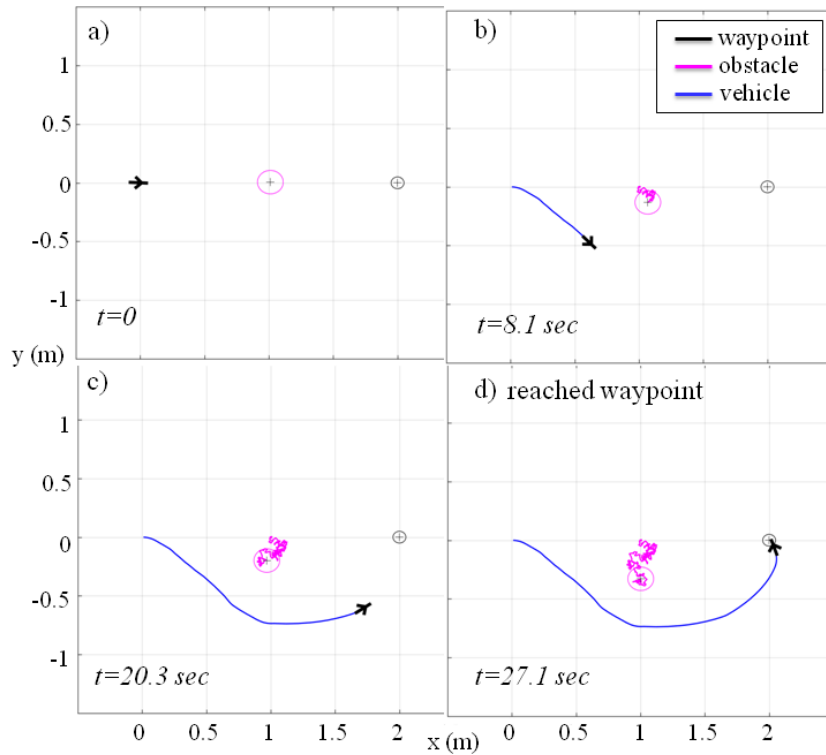 a)
1
0.5
0
-0.5
-1
t=0
y (m)
b)
waypoint
obstacle
vehicle
t=8.1 sec
c)
1
0.5
0
-0.5
-1
t=20.3 sec
0 0.5 1 1.5 2
d) reached waypoint
t=27.1 sec
0 0.5 1 1.5 2
x (m)